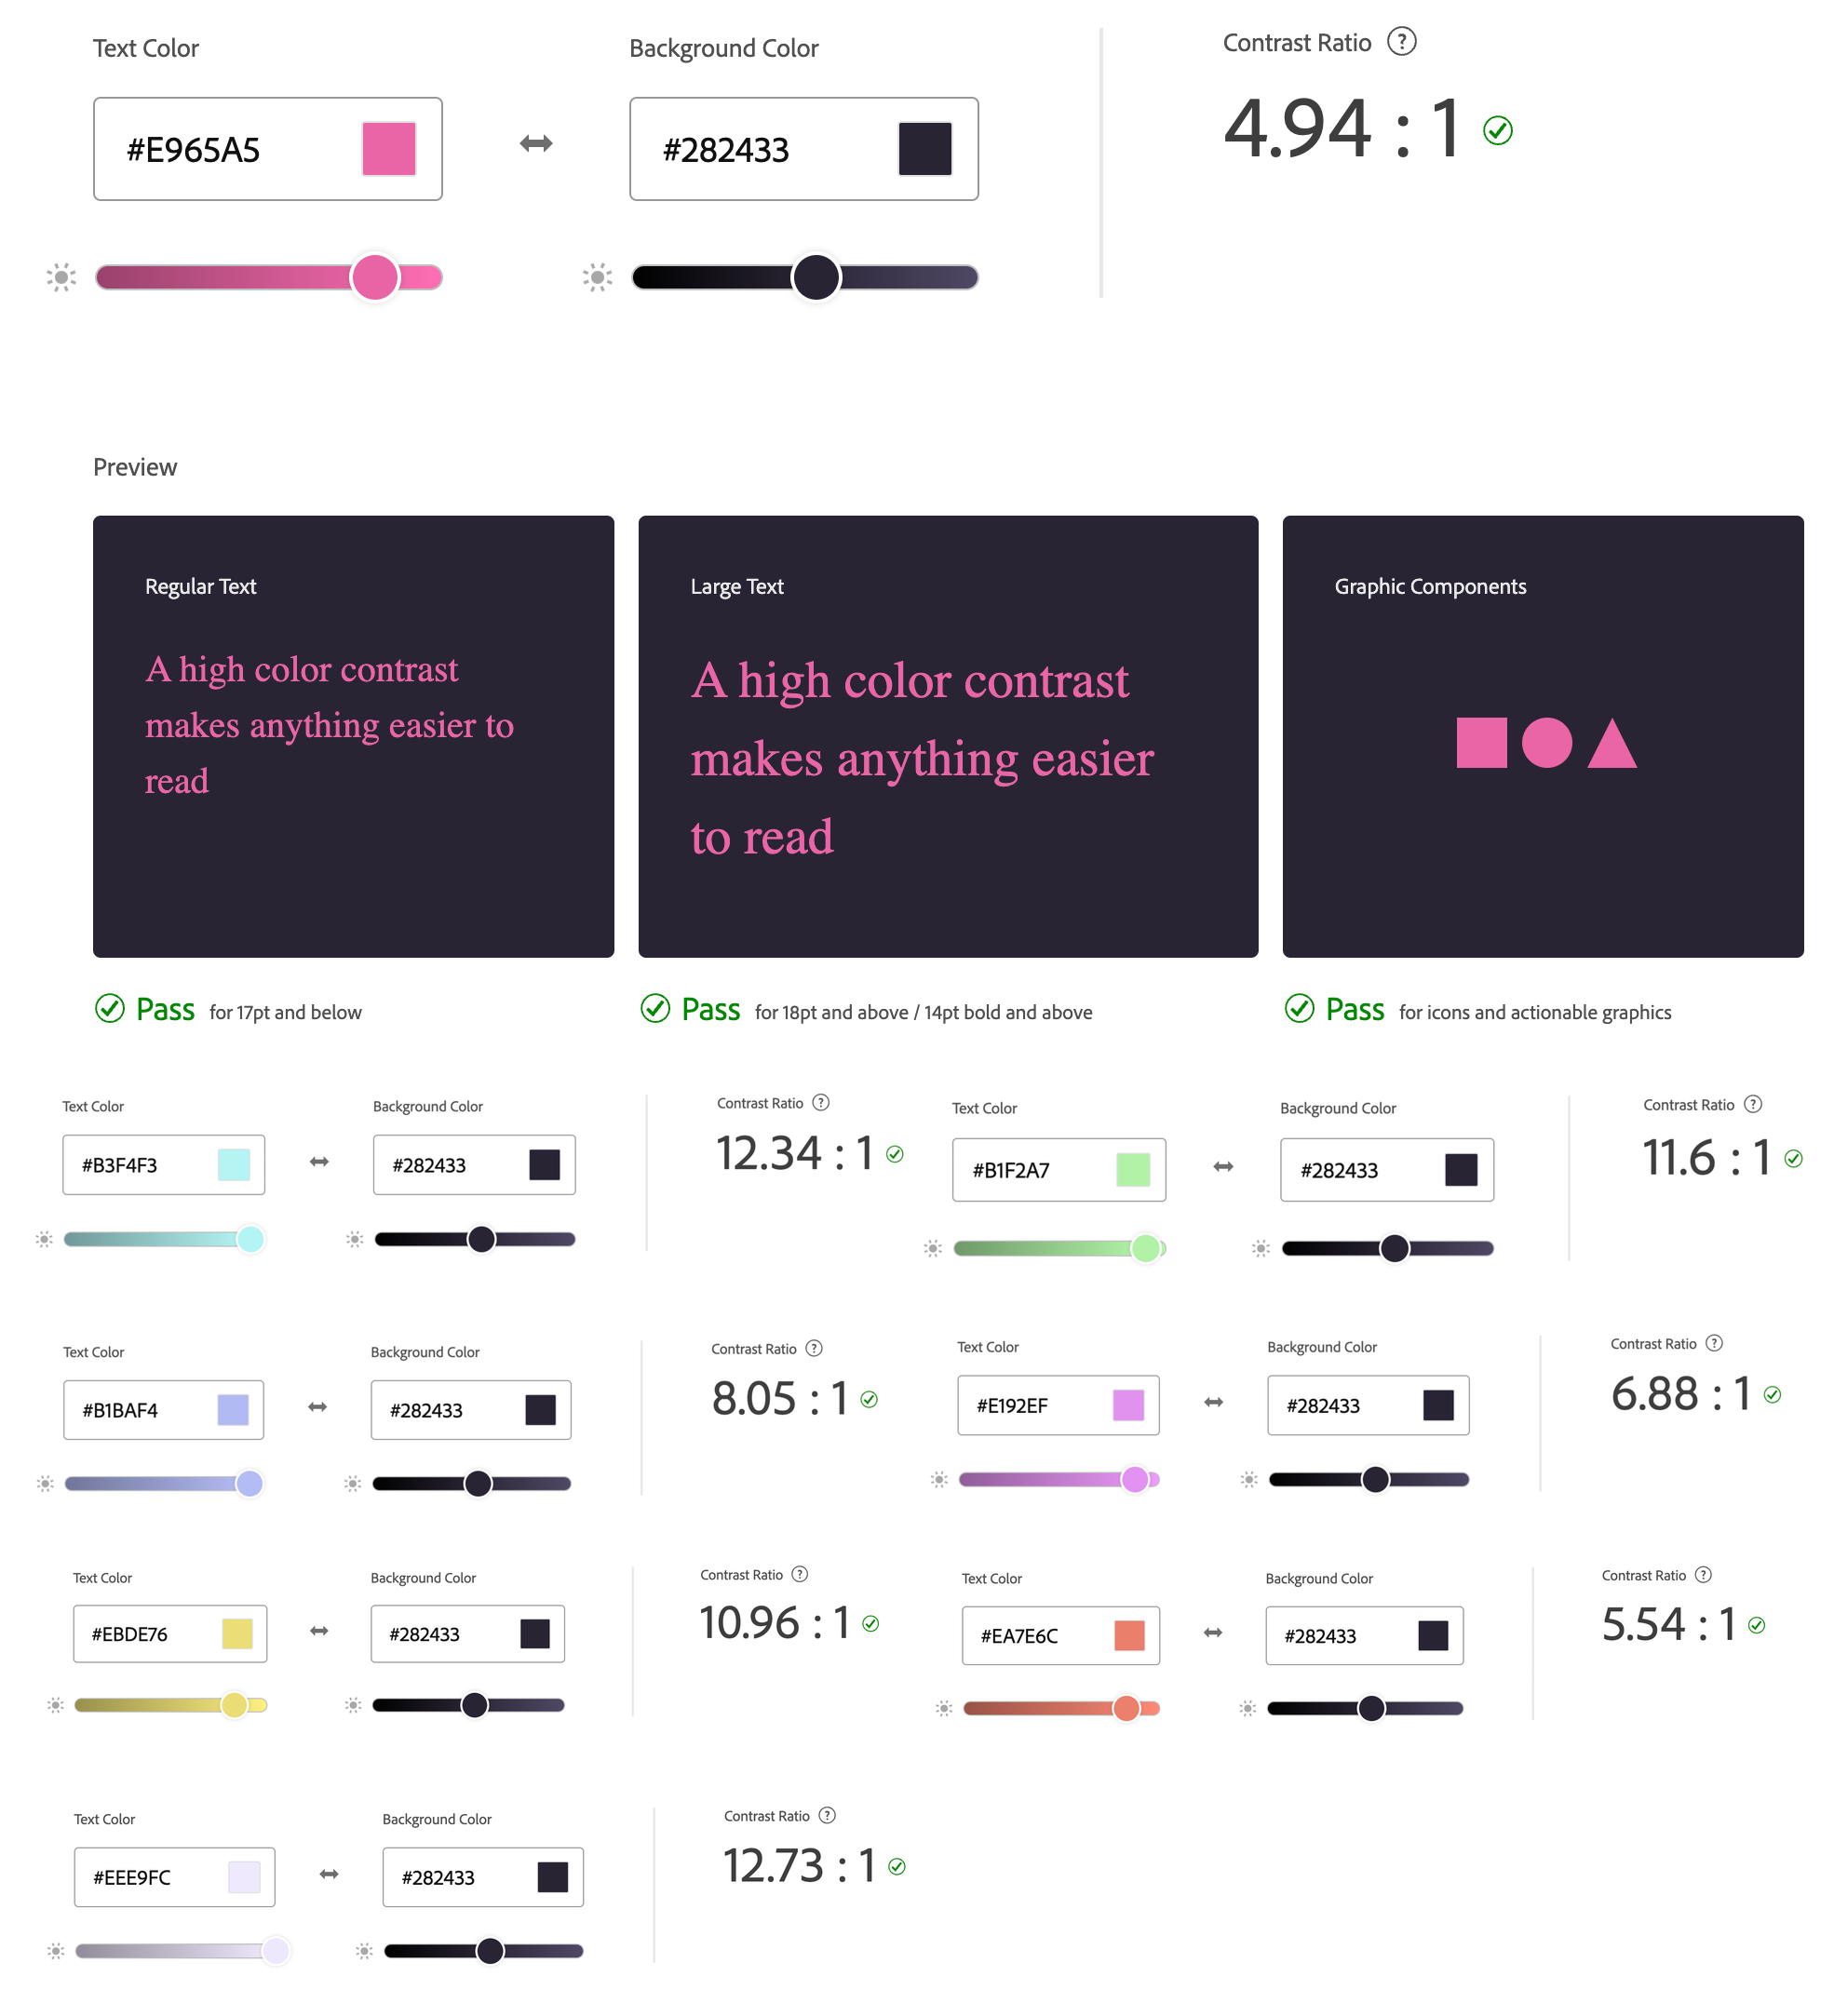 Text Color
Background Color
Contrast Ratio ?
#E965A5
#282433
4.94 : 1
Preview
Regular Text
A high color contrast
makes anything easier to
read
Large Text
A high color contrast
makes anything easier
to read
Graphic Components
Pass for 17pt and below
Pass for 18pt and above / 14pt bold and above
Pass for icons and actionable graphics
Text Color
Background Color
Contrast Ratio ?
#B3F4F3
#282433
12.34 : 1
Text Color
Background Color
Contrast Ratio ?
#B1F2A7
#282433
11.6 : 1
Text Color
Background Color
Contrast Ratio ?
#B1BAF4
#282433
8.05 : 1
Text Color
Background Color
Contrast Ratio ?
#E192EF
#282433
6.88 : 1
Text Color
Background Color
Contrast Ratio ?
#EBDE76
#282433
10.96 : 1
Text Color
Background Color
Contrast Ratio ?
#EA7E6C
#282433
5.54 : 1
Text Color
Background Color
Contrast Ratio ?
#EEE9FC
#282433
12.73 : 1